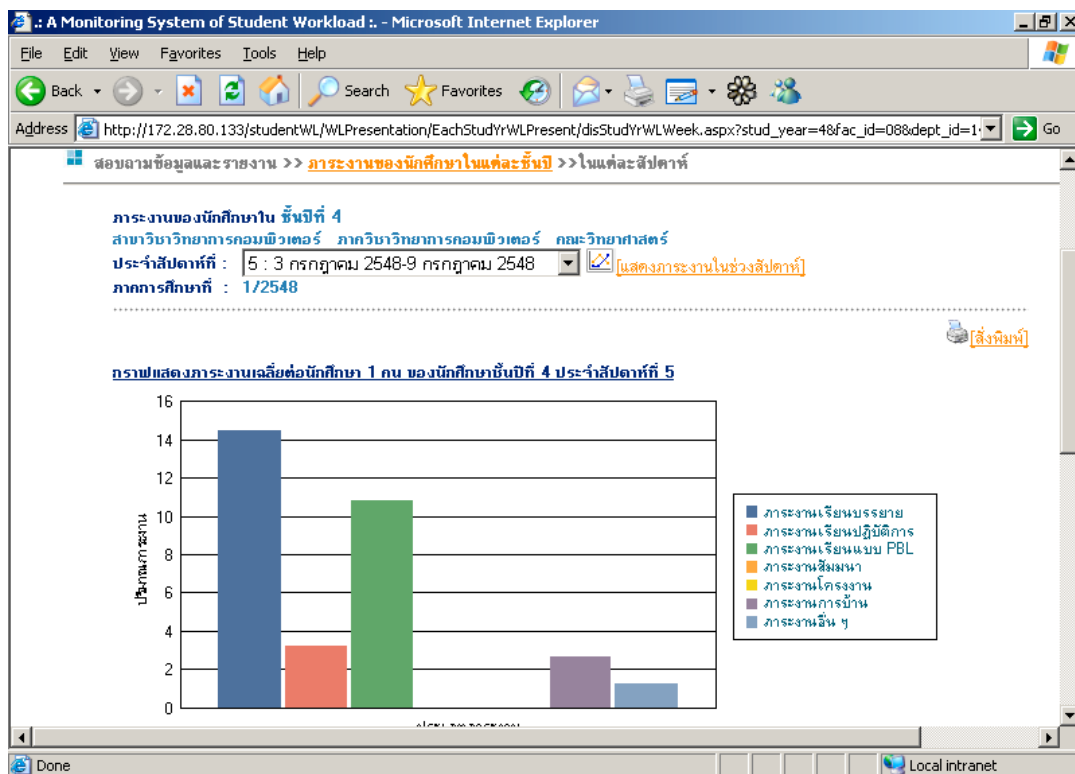 .: A Monitoring System of Student Workload :. - Microsoft Internet Explorer
File Edit View Favorites Tools Help
Back Search Favorites
Address http://172.28.80.133/studentWL/WLPresentation/EachStudYrWLPresent/disStudYrWLWeek.aspx?stud_year=4&fac_id=08&dept_id=1 Go
สอบถามข้อมูลและรายงาน >> ภาระงานของนักศึกษาในแต่ละชั้นปี >>ในแต่ละสัปดาห์
ภาระงานของนักศึกษาใน ชั้นปีที่ 4
สาขาวิชาวิทยาการคอมพิวเตอร์ ภาควิชาวิทยาการคอมพิวเตอร์ คณะวิทยาศาสตร์
ประจำสัปดาห์ที่ : 5 : 3 กรกฎาคม 2548-9 กรกฎาคม 2548 [แสดงภาระงานในช่วงสัปดาห์]
ภาคการศึกษาที่ : 1/2548
[สั่งพิมพ์]
กราฟแสดงภาระงานเฉลี่ยต่อนักศึกษา 1 คน ของนักศึกษาชั้นปีที่ 4 ประจำสัปดาห์ที่ 5
16
14
12
10
8
6
4
2
0
ปริมาณภาระงาน
ภาระงานเรียนบรรยาย
ภาระงานเรียนปฏิบัติการ
ภาระงานเรียนแบบ PBL
ภาระงานสัมมนา
ภาระงานโครงงาน
ภาระงานการบ้าน
ภาระงานอื่น ๆ
ประเภทภาระงาน
Done Local intranet